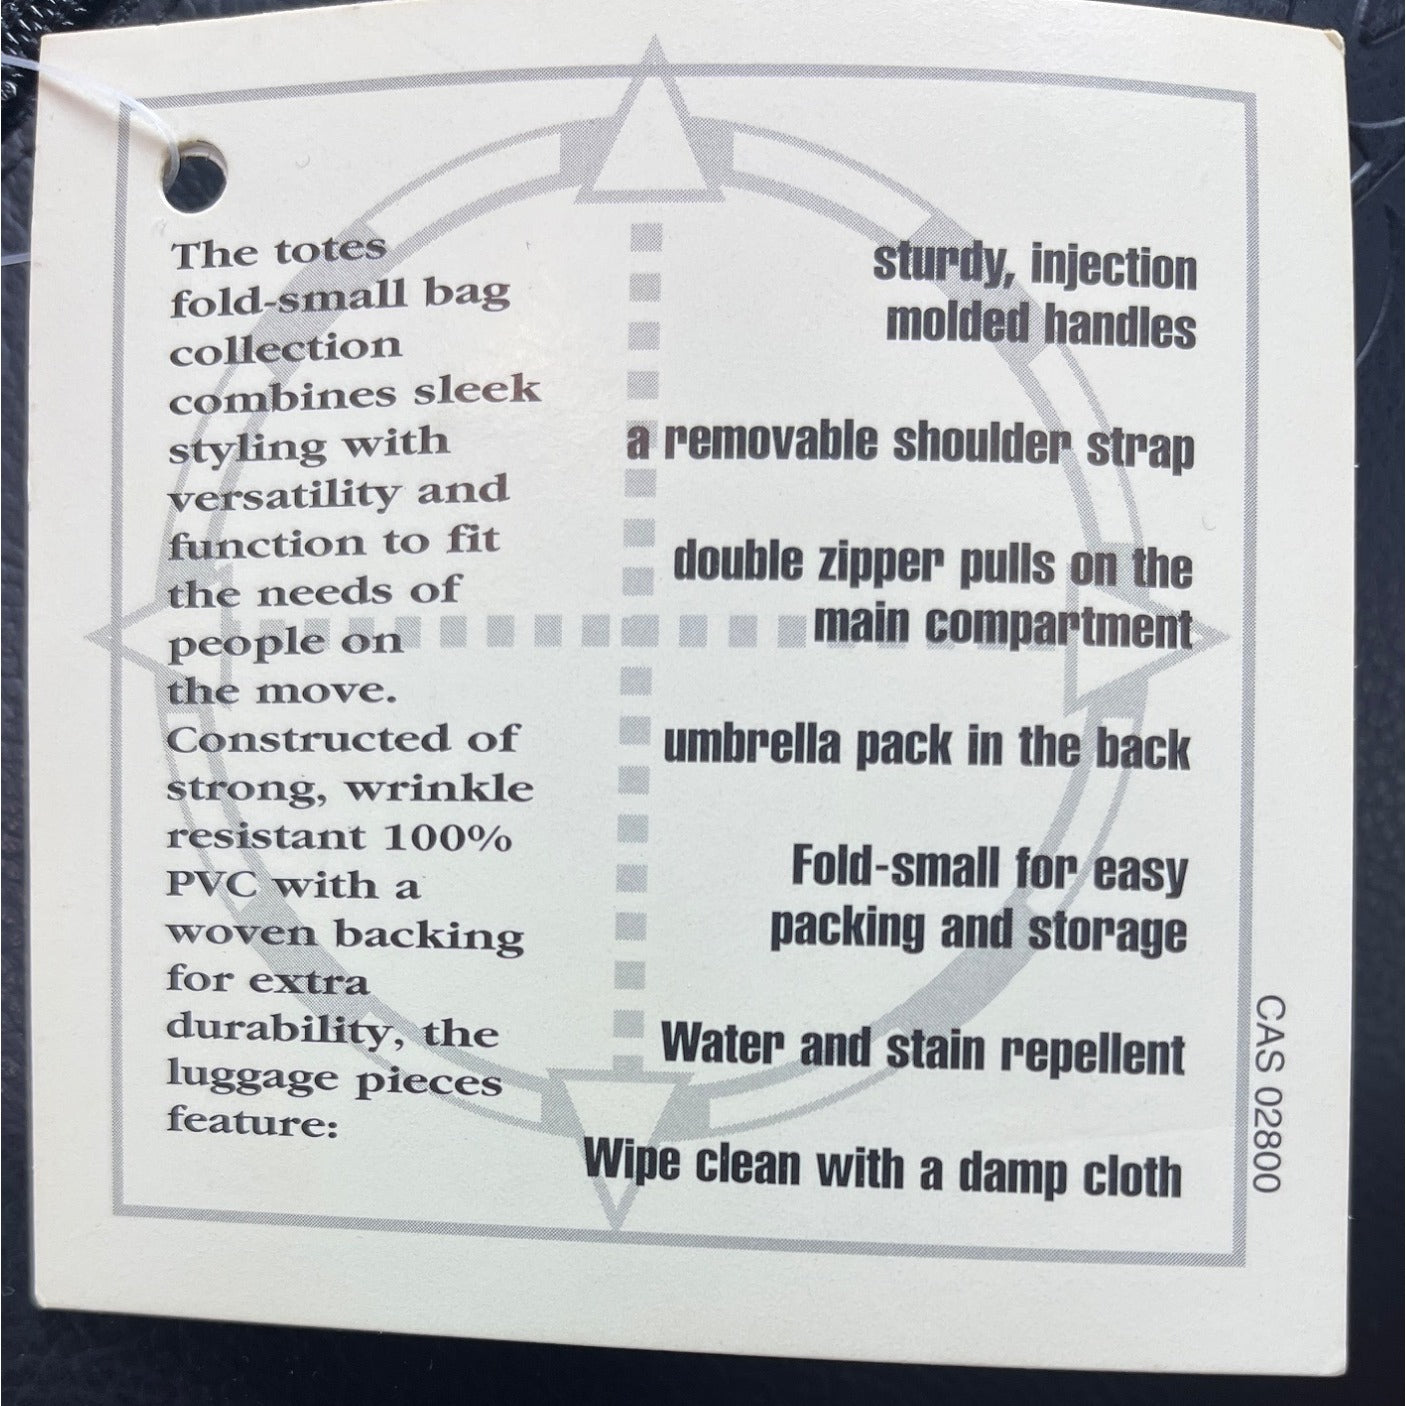 The totes
fold-small bag
collection
combines sleek
styling with
versatility and
function to fit
the needs of
people on
the move.
Constructed of
strong, wrinkle
resistant 100%
PVC with a
woven backing
for extra
durability, the
luggage pieces
feature:
sturdy, injection
molded handles
a removable shoulder strap
double zipper pulls on the
main compartment
umbrella pack in the back
Fold-small for easy
packing and storage
Water and stain repellent
Wipe clean with a damp cloth
CAS 02800